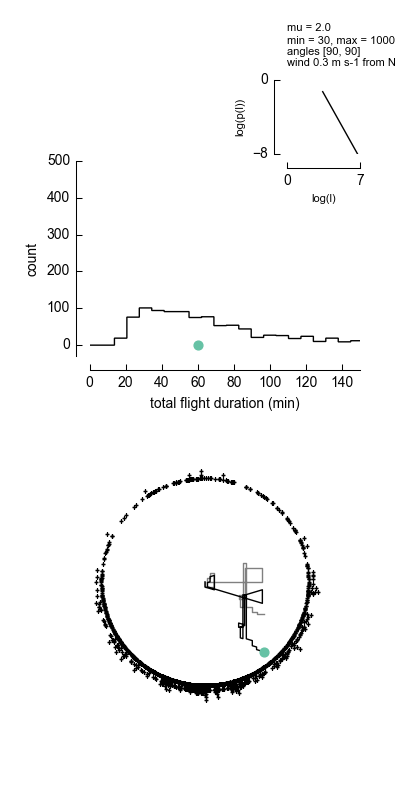 mu = 2.0
min = 30, max = 1000
angles [90, 90]
wind 0.3 m s-1 from N
0
log(p(l))
−8
0 7
log(l)
500
400
300
count
200
100
0
0 20 40 60 80 100 120 140
total flight duration (min)